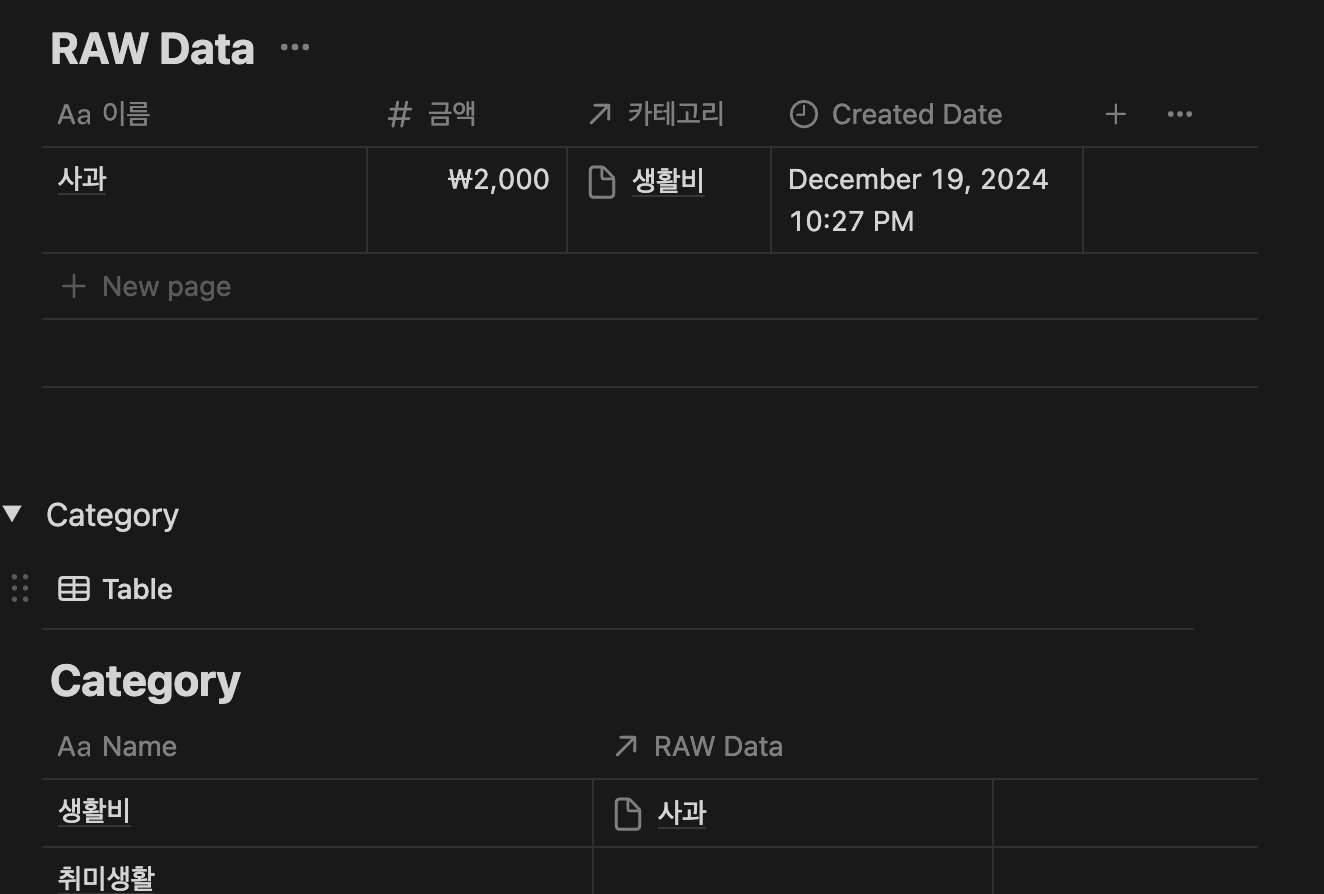 RAW Data
Aa 이름 # 금액 카테고리 Created Date
사과 ₩2,000 생활비 December 19, 2024
10:27 PM
New page
Category
Table
Category
Aa Name RAW Data
생활비 사과
취미생활